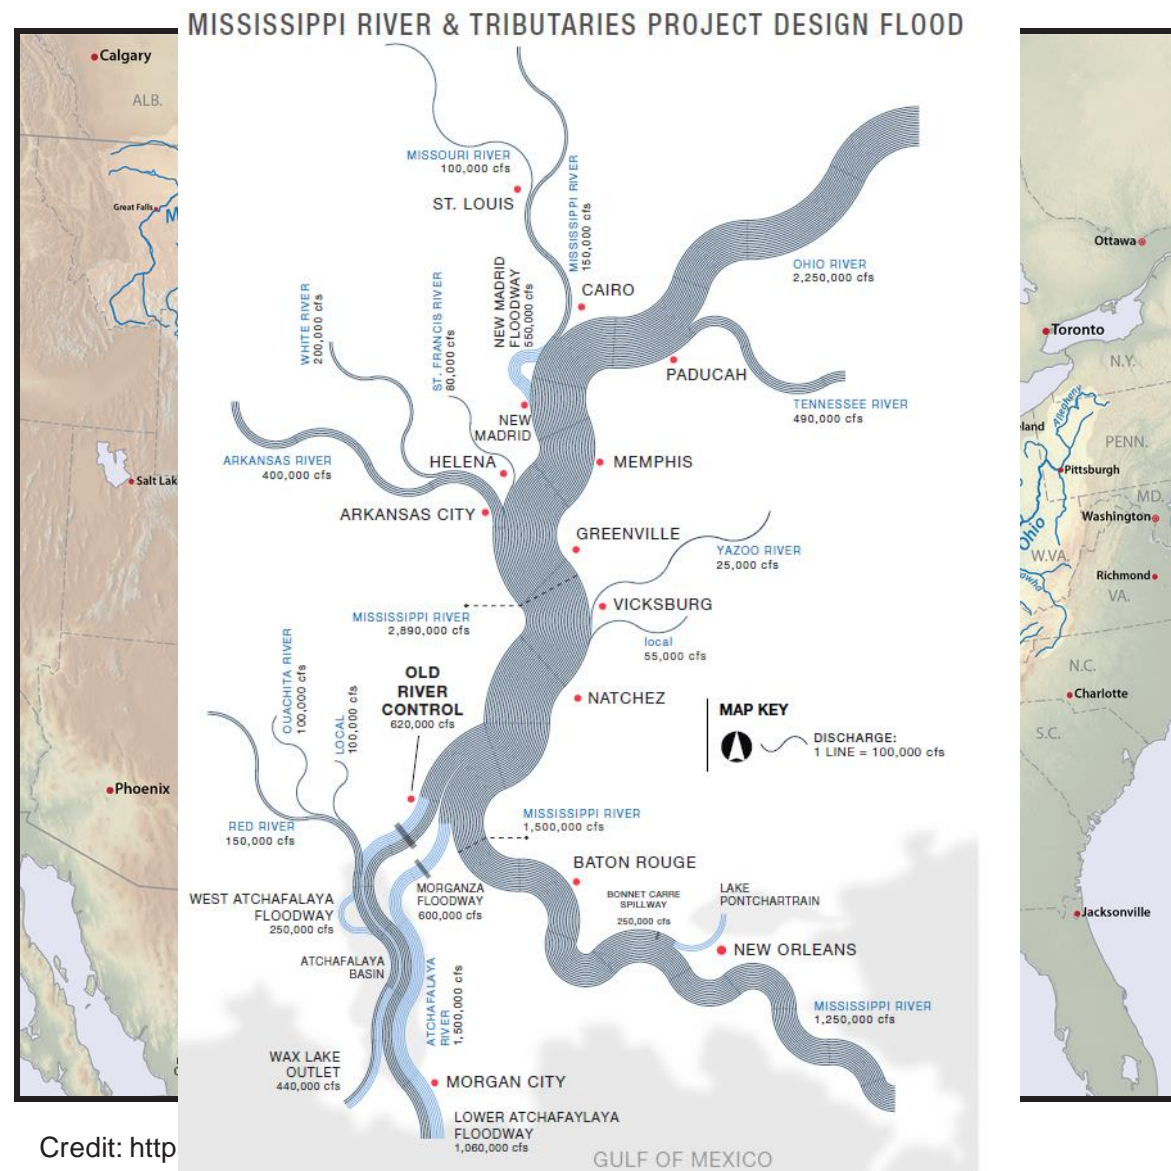 MISSISSIPPI RIVER & TRIBUTARIES PROJECT DESIGN FLOOD
Calgary
ALB.
Great Falls
M
Salt Lak
Phoenix
MISSOURI RIVER
100,000 cfs
ST. LOUIS
MISSISSIPPI RIVER
150,000 cfs
OHIO RIVER
2,250,000 cfs
CAIRO
NEW MADRID
FLOODWAY
550,000 cfs
WHITE RIVER
200,000 cfs
ST. FRANCIS RIVER
80,000 cfs
PADUCAH
TENNESSEE RIVER
490,000 cfs
NEW
MADRID
ARKANSAS RIVER
400,000 cfs
HELENA
MEMPHIS
ARKANSAS CITY
GREENVILLE
YAZOO RIVER
25,000 cfs
MISSISSIPPI RIVER
2,890,000 cfs
VICKSBURG
local
55,000 cfs
OUACHITA RIVER
100,000 cfs
LOCAL
100,000 cfs
OLD
RIVER
CONTROL
620,000 cfs
NATCHEZ
MAP KEY
DISCHARGE:
1 LINE = 100,000 cfs
RED RIVER
150,000 cfs
MISSISSIPPI RIVER
1,500,000 cfs
BATON ROUGE
WEST ATCHAFALAYA
FLOODWAY
250,000 cfs
MORGANZA
FLOODWAY
600,000 cfs
BONNET CARRE
SPILLWAY
250,000 cfs
LAKE
PONTCHARTRAIN
NEW ORLEANS
ATCHAFALAYA
BASIN
ATCHAFALAYA
RIVER
1,500,000 cfs
MISSISSIPPI RIVER
1,250,000 cfs
WAX LAKE
OUTLET
440,000 cfs
MORGAN CITY
LOWER ATCHAFAYLAYA
FLOODWAY
1,060,000 cfs
GULF OF MEXICO
Ottawa
Toronto
N.Y.
Allegheny
land
PENN.
Pittsburgh
MD.
Washington
Ohio
W.VA.
awha
Richmond
VA.
N.C.
Charlotte
S.C.
Jacksonville
Credit: http